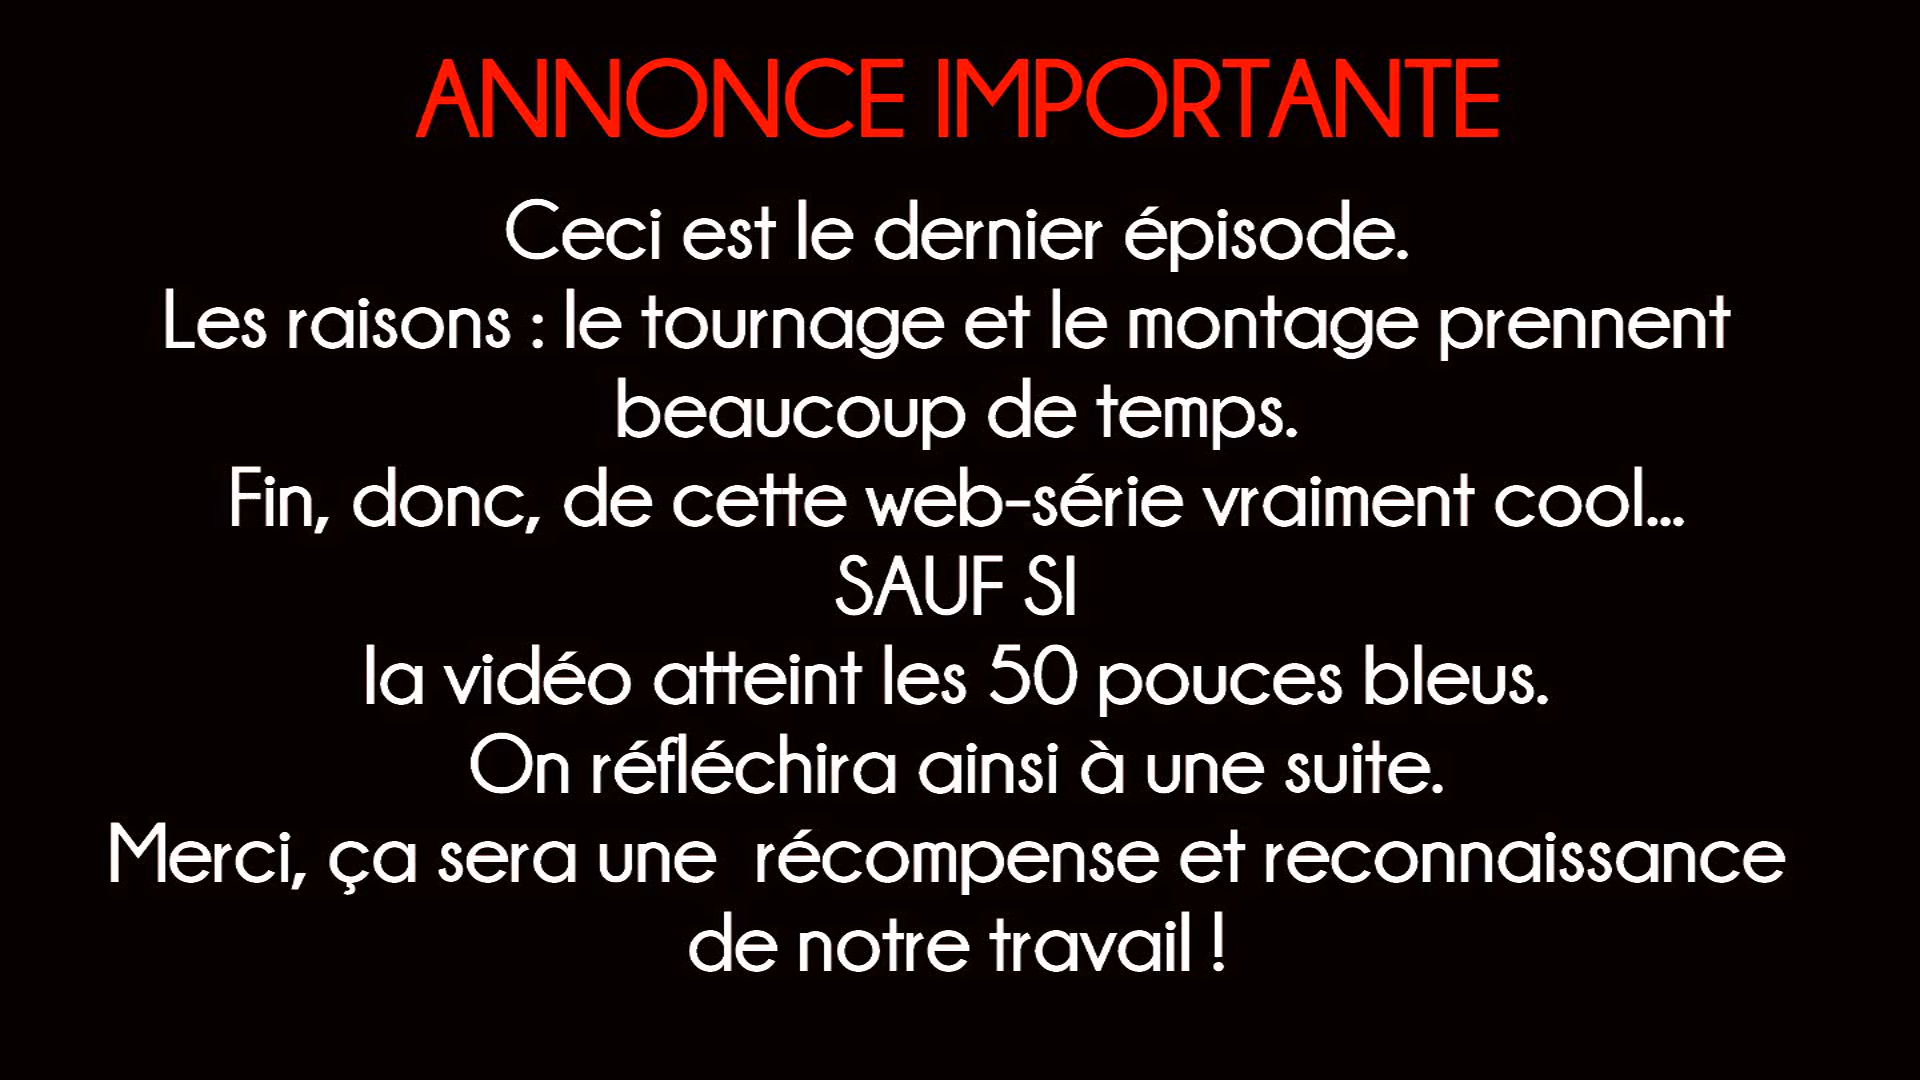 ANNONCE IMPORTANTE
Ceci est le dernier épisode.
Les raisons : le tournage et le montage prennent
beaucoup de temps.
Fin, donc, de cette web-série vraiment cool...
SAUF SI
la vidéo atteint les 50 pouces bleus.
On réfléchira ainsi à une suite.
Merci, ça sera une  récompense et reconnaissance
de notre travail !